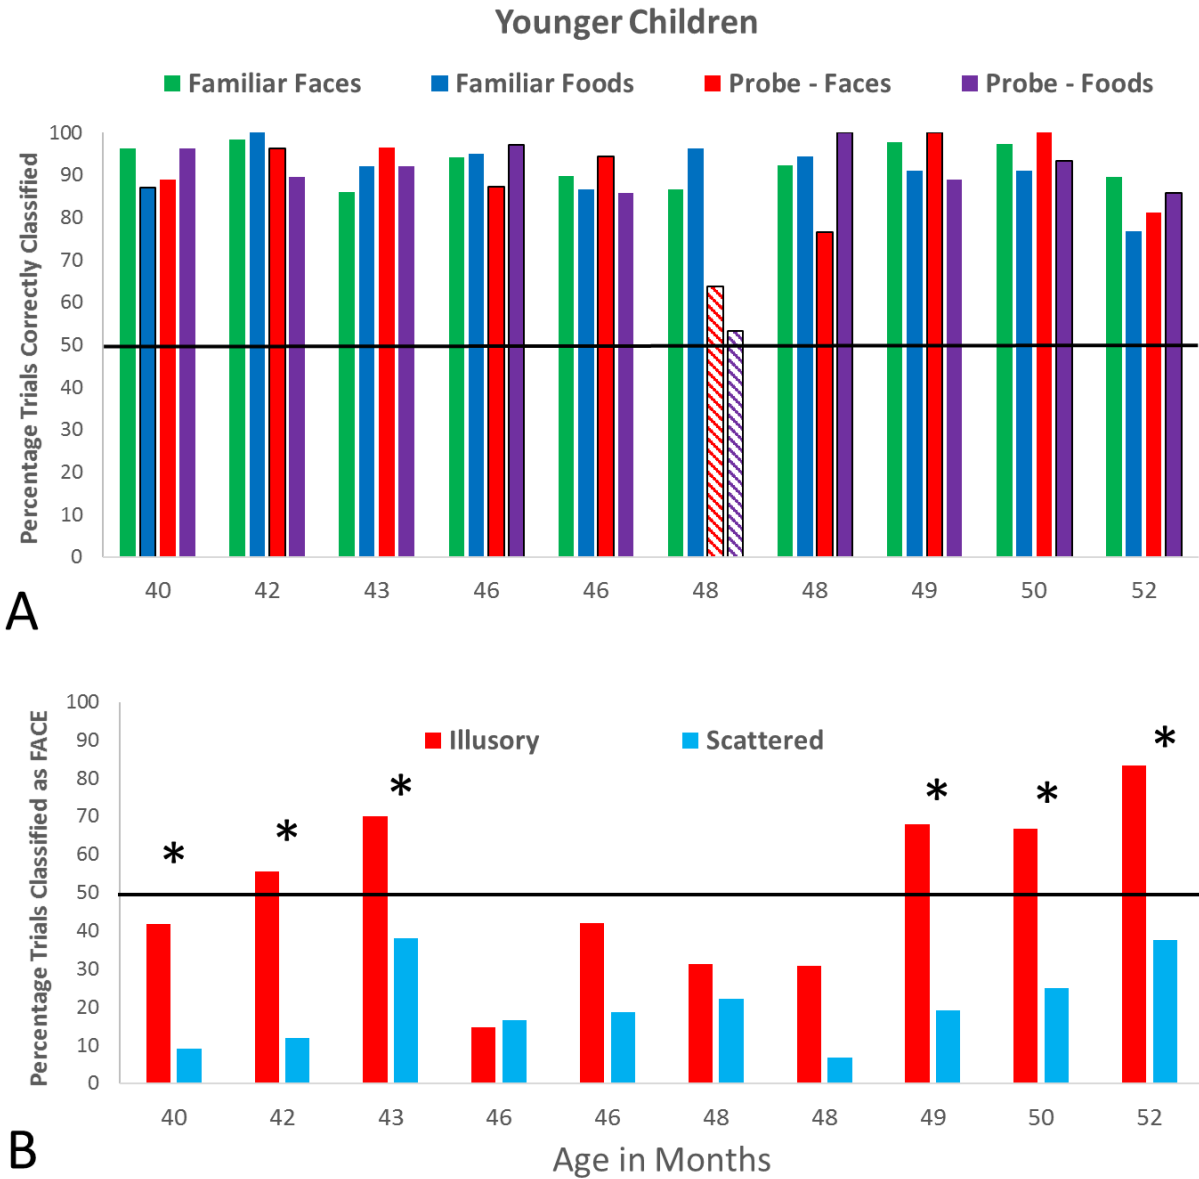 Younger Children
Familiar Faces Familiar Foods Probe - Faces Probe - Foods
Percentage Trials Correctly Classified
100
90
80
70
60
50
40
30
20
10
0
40 42 43 46 46 48 48 49 50 52
A
Percentage Trials Classified as FACE
100
90
80
70
60
50
40
30
20
10
0
Illusory Scattered
* * * * * *
40 42 43 46 46 48 48 49 50 52
B
Age in Months